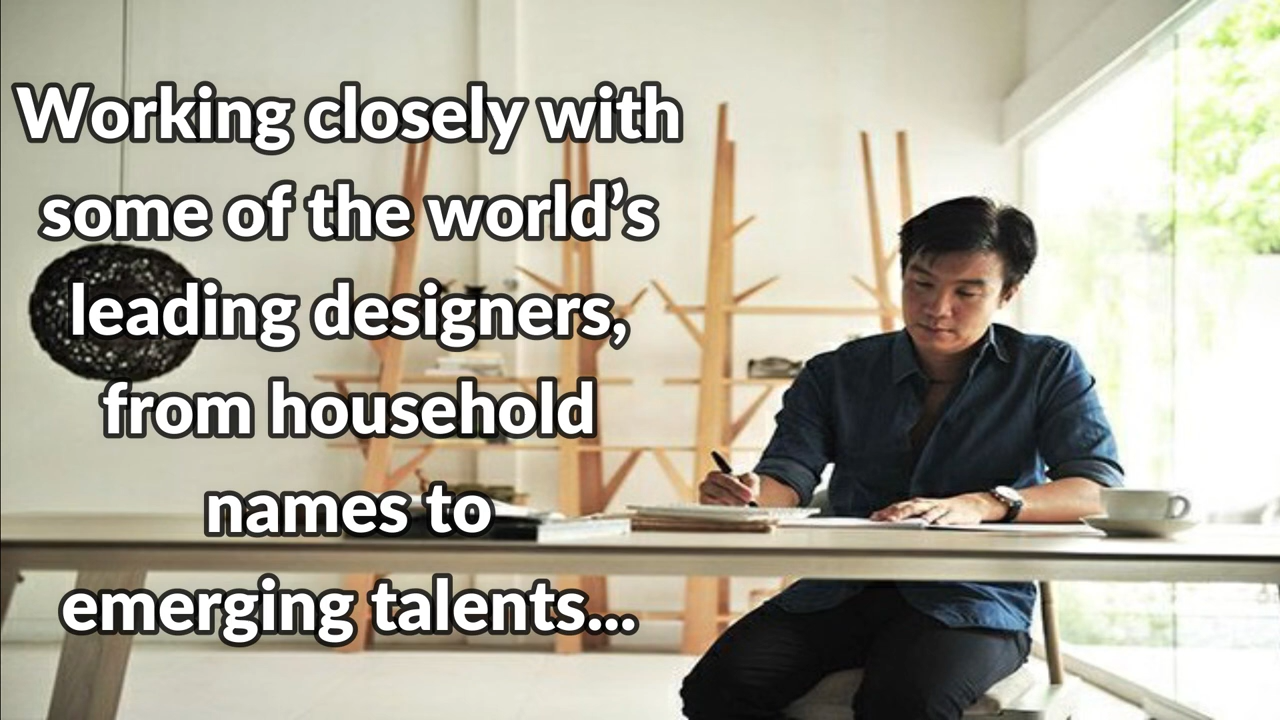 Working closely with
some of the world’s
leading designers,
from household
names to
emerging talents...